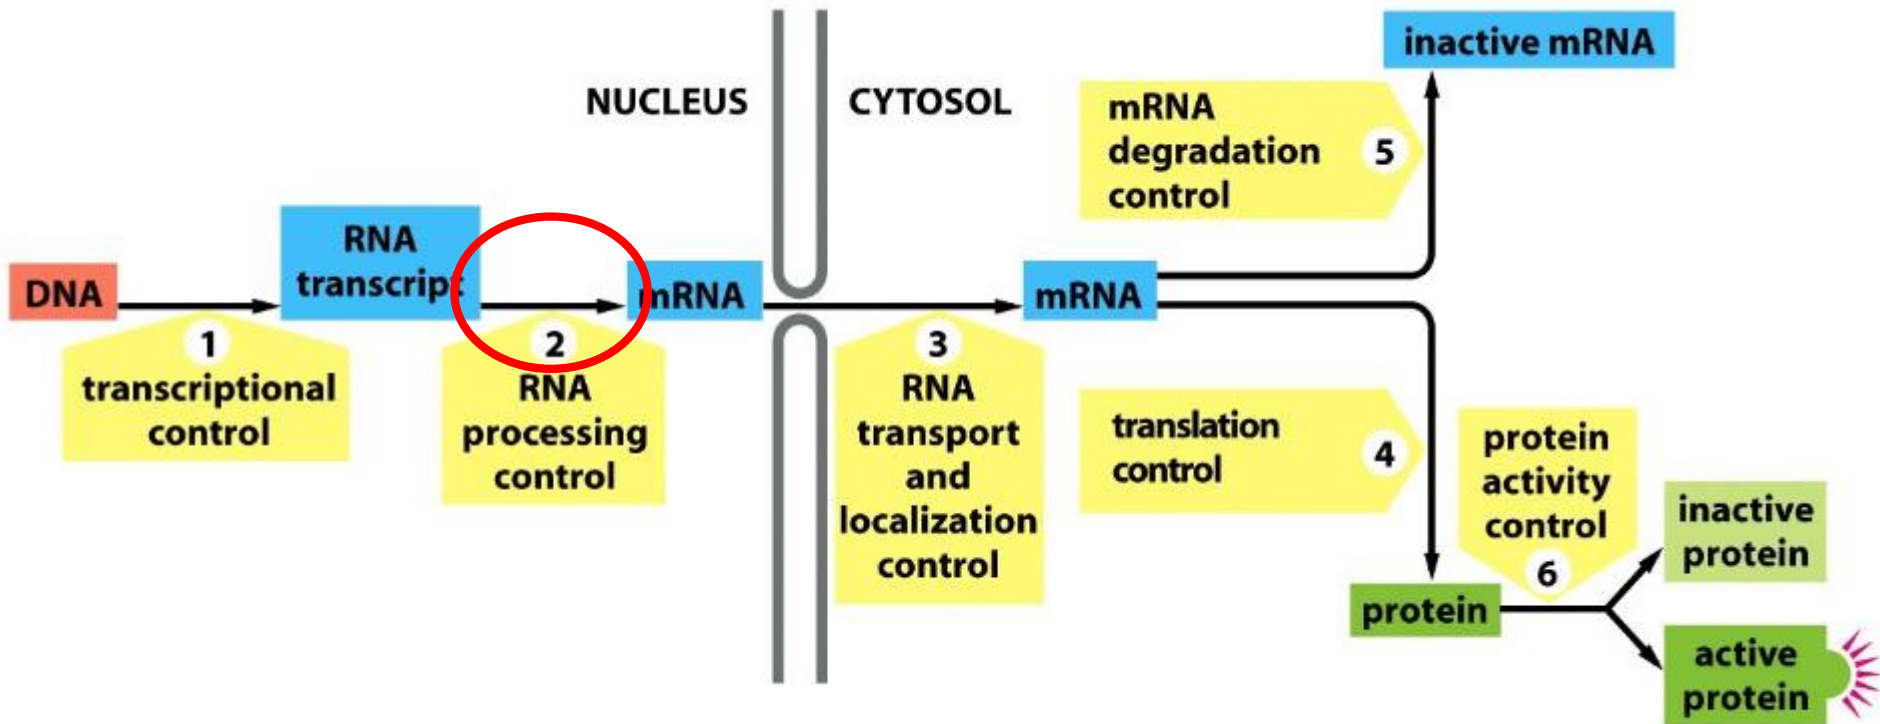 NUCLEUS
CYTOSOL
DNA
RNA
transcript
mRNA
mRNA
inactive mRNA
1
transcriptional
control
2
RNA
processing
control
3
RNA
transport
and
localization
control
mRNA
degradation
control
5
translation
control
4
protein
activity
control
6
protein
inactive
protein
active
protein